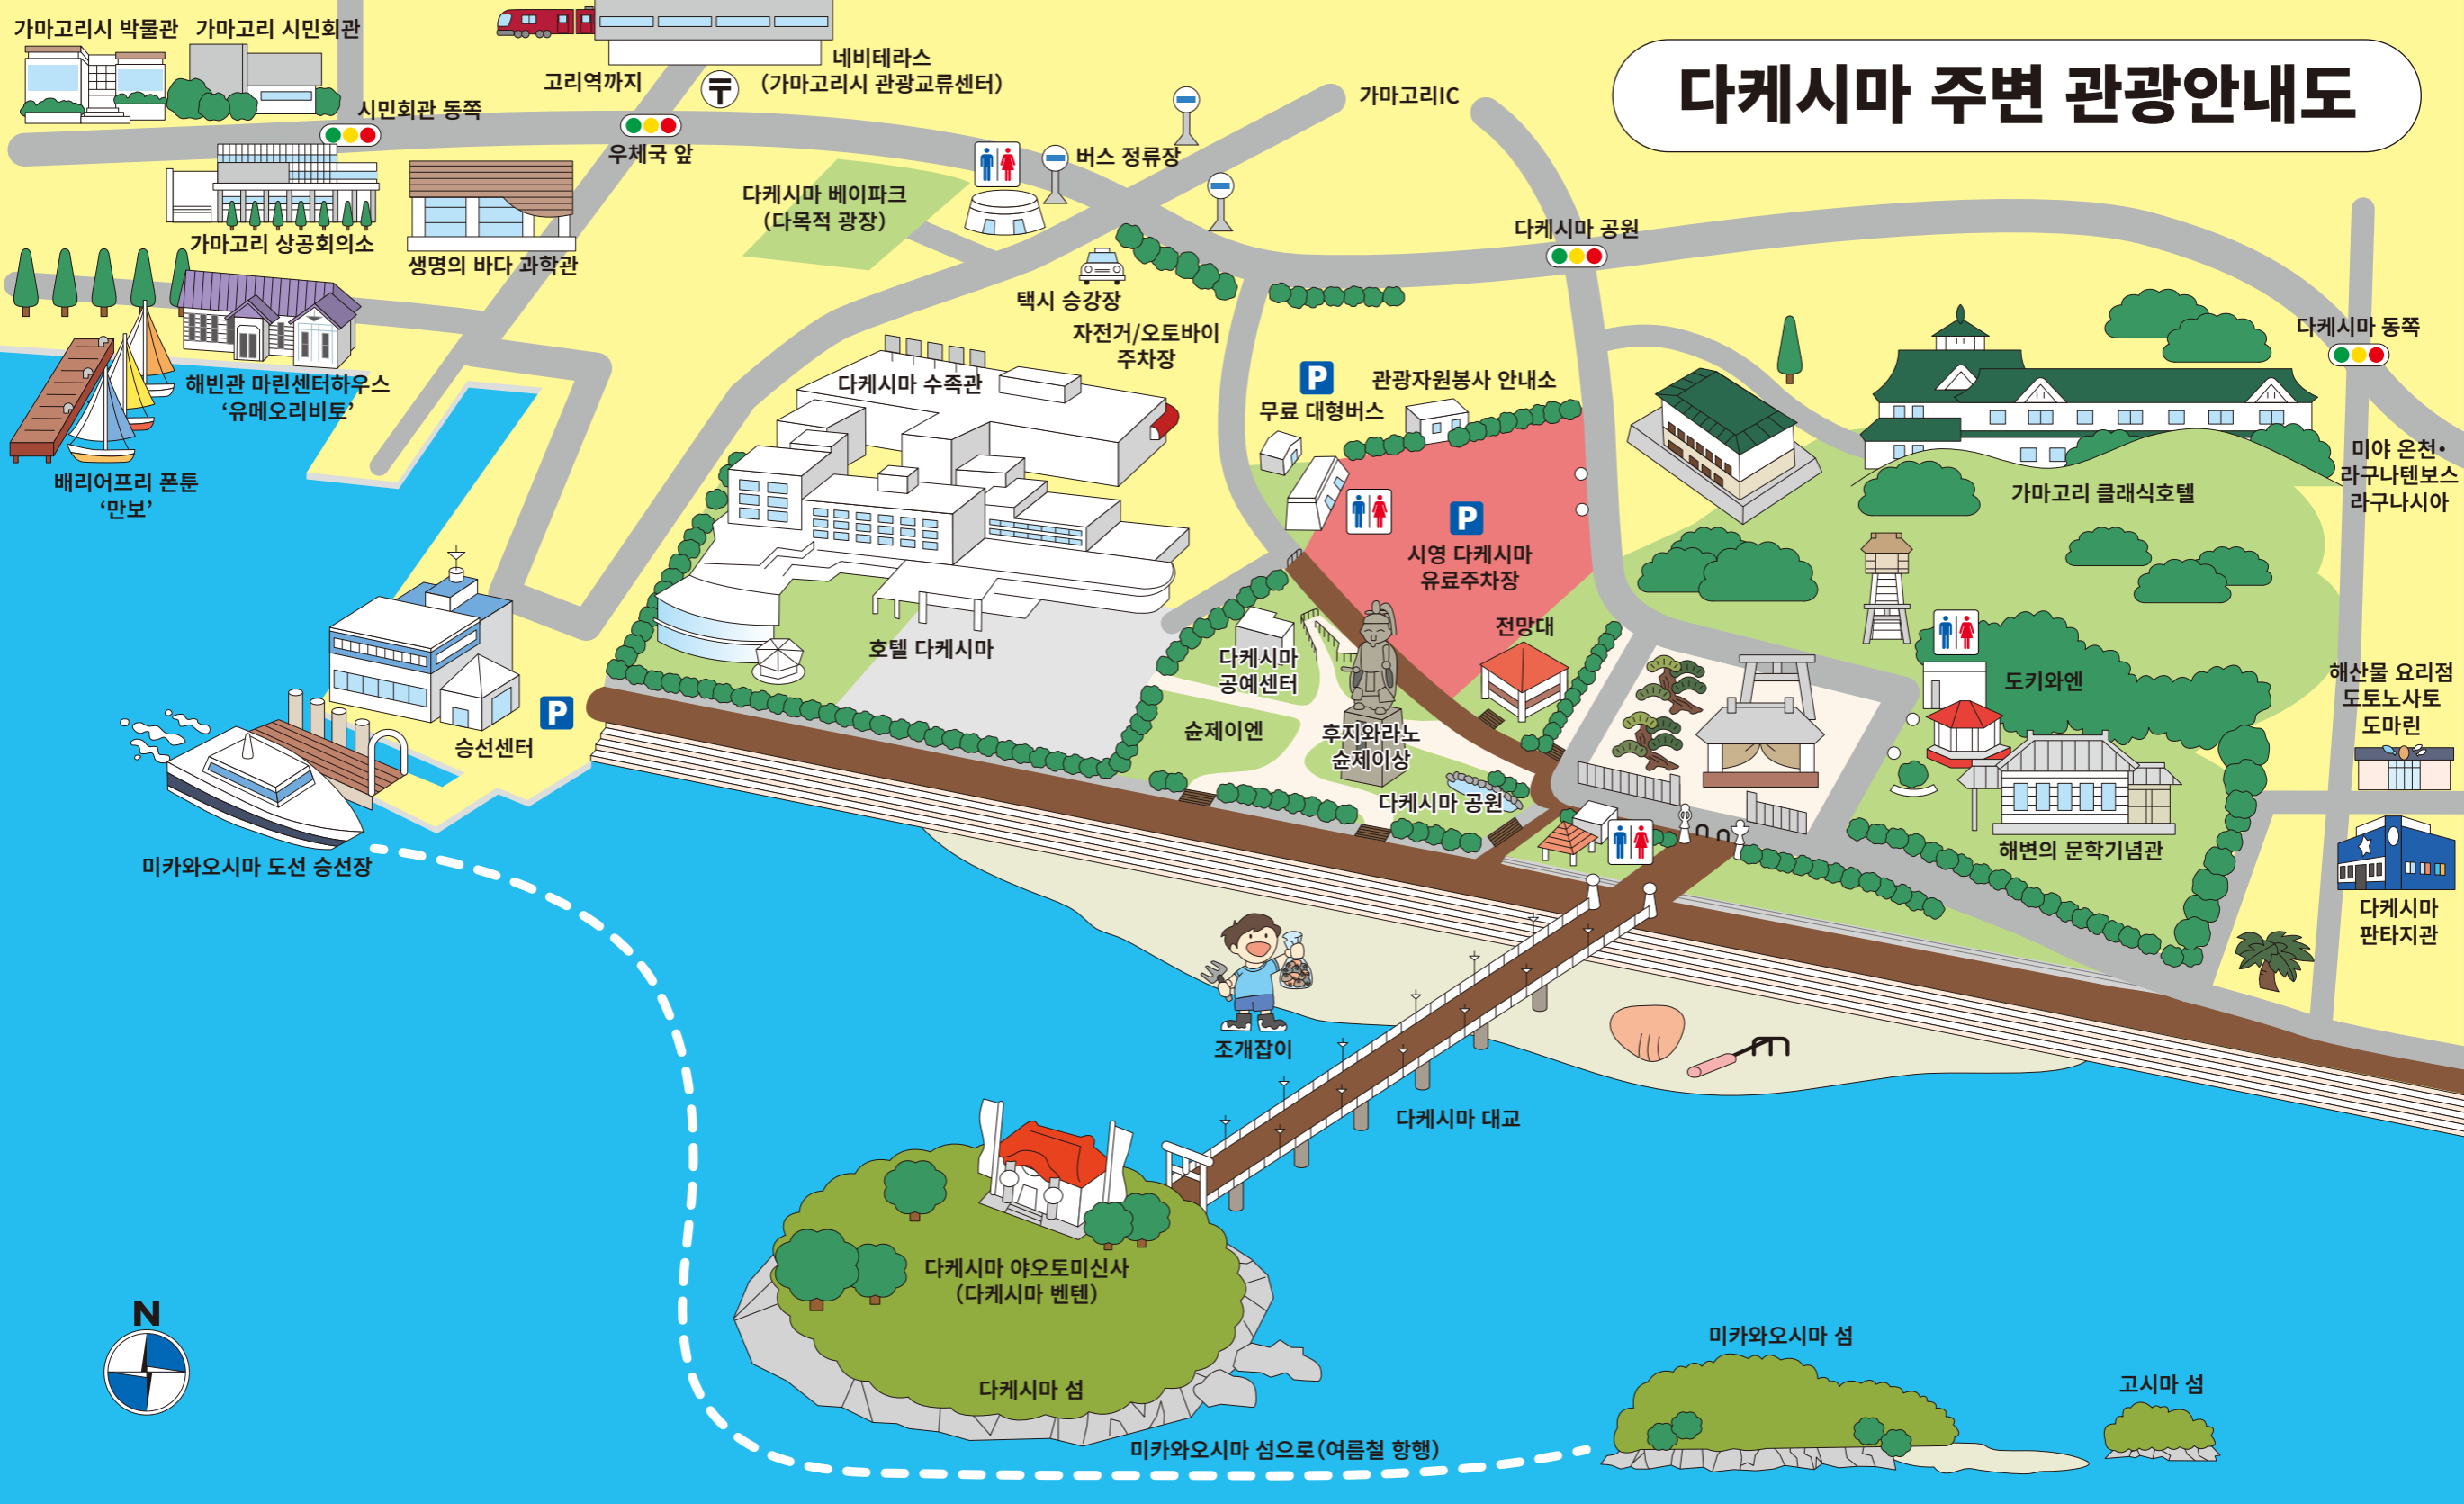 다케시마 주변 관광안내도
가마고리시 박물관
가마고리 시민회관
고리역까지
네비테라스
(가마고리시 관광교류센터)
가마고리IC
시민회관 동쪽
우체국 앞
버스 정류장
가마고리 상공회의소
생명의 바다 과학관
다케시마 베이파크
(다목적 광장)
택시 승강장
자전거/오토바이
주차장
다케시마 공원
다케시마 동쪽
해빈관 마린센터하우스
‘유메오리비토’
배리어프리 폰툰
‘만보’
다케시마 수족관
P
무료 대형버스
관광자원봉사 안내소
P
시영 다케시마
유료주차장
가마고리 클래식호텔
미야 온천·
라구나텐보스
라구나시아
호텔 다케시마
다케시마
공예센터
전망대
슌제이엔
후지와라노
슌제이상
다케시마 공원
도키와엔
해산물 요리점
도토노사토
도마린
해변의 문학기념관
다케시마
판타지관
P
승선센터
미카와오시마 도선 승선장
조개잡이
다케시마 대교
다케시마 야오토미신사
(다케시마 벤텐)
다케시마 섬
미카와오시마 섬
고시마 섬
미카와오시마 섬으로(여름철 항행)
N